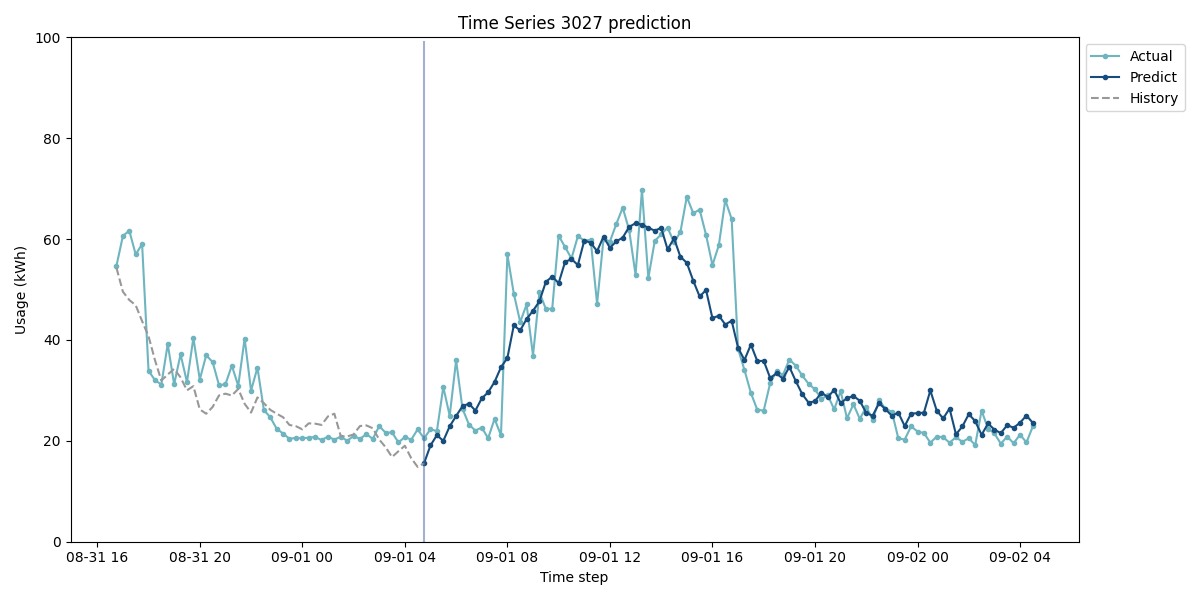 Time Series 3027 prediction
Actual
Predict
History
Usage (kWh)
100
80
60
40
20
0
08-31 16
08-31 20
09-01 00
09-01 04
09-01 08
09-01 12
09-01 16
09-01 20
09-02 00
09-02 04
Time step